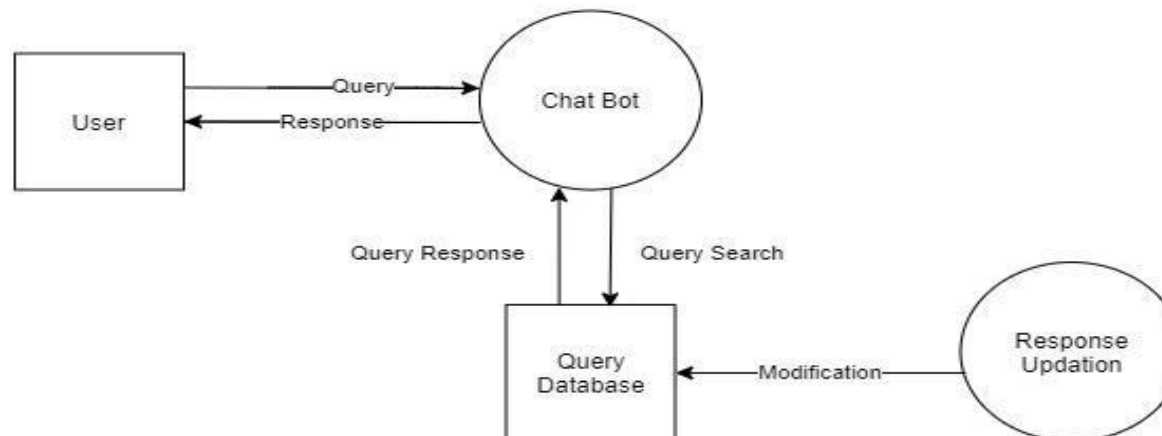 Query
Chat Bot
User
Response
Query Response
Query Search
Response
Updation
Query
Database
Modification